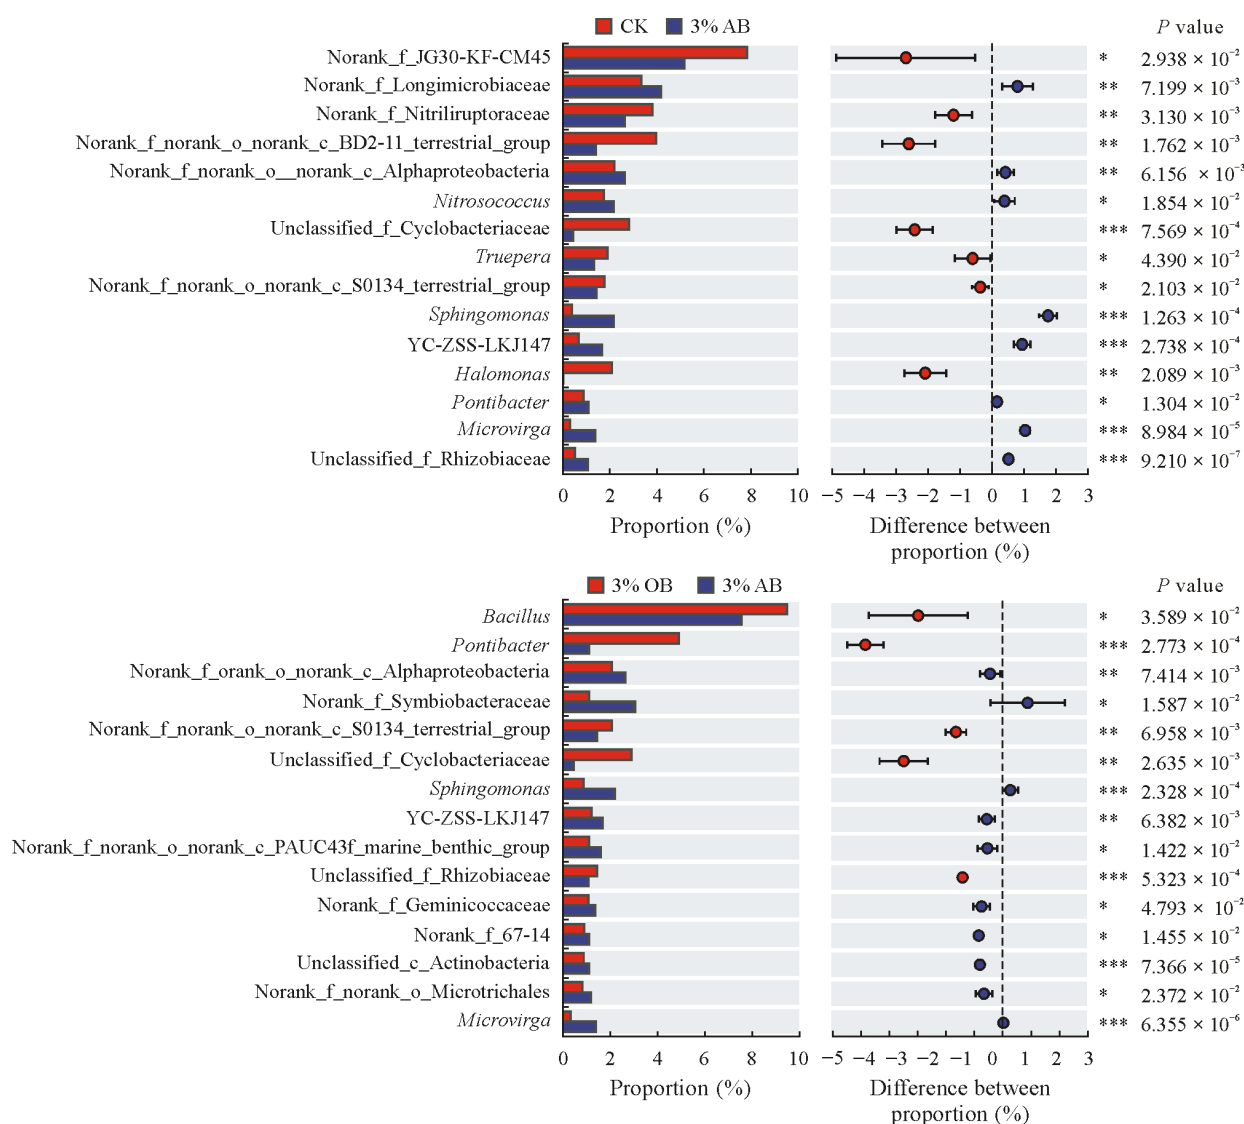 CK 3% AB P value
Norank_f_JG30-KF-CM45 * 2.938 × 10⁻²
Norank_f_Longimicrobiaceae ** 7.199 × 10⁻³
Norank_f_Nitriliruptoraceae ** 3.130 × 10⁻³
Norank_f_norank_o_norank_c_BD2-11_terrestrial_group ** 1.762 × 10⁻³
Norank_f_norank_o__norank_c_Alphaproteobacteria ** 6.156 × 10⁻³
Nitrosococcus * 1.854 × 10⁻²
Unclassified_f_Cyclobacteriaceae *** 7.569 × 10⁻⁴
Truepera * 4.390 × 10⁻²
Norank_f_norank_o_norank_c_S0134_terrestrial_group * 2.103 × 10⁻²
Sphingomonas *** 1.263 × 10⁻⁴
YC-ZSS-LKJ147 *** 2.738 × 10⁻⁴
Halomonas ** 2.089 × 10⁻³
Pontibacter * 1.304 × 10⁻²
Microvirga *** 8.984 × 10⁻⁵
Unclassified_f_Rhizobiaceae *** 9.210 × 10⁻⁷
0 2 4 6 8 10 −5 −4 −3 −2 −1 0 1 2 3
Proportion (%) Difference between
proportion (%)
3% OB 3% AB P value
Bacillus * 3.589 × 10⁻²
Pontibacter *** 2.773 × 10⁻⁴
Norank_f_orank_o_norank_c_Alphaproteobacteria ** 7.414 × 10⁻³
Norank_f_Symbiobacteraceae * 1.587 × 10⁻²
Norank_f_norank_o_norank_c_S0134_terrestrial_group ** 6.958 × 10⁻³
Unclassified_f_Cyclobacteriaceae ** 2.635 × 10⁻³
Sphingomonas *** 2.328 × 10⁻⁴
YC-ZSS-LKJ147 ** 6.382 × 10⁻³
Norank_f_norank_o_norank_c_PAUC43f_marine_benthic_group * 1.422 × 10⁻²
Unclassified_f_Rhizobiaceae *** 5.323 × 10⁻⁴
Norank_f_Geminicoccaceae * 4.793 × 10⁻²
Norank_f_67-14 * 1.455 × 10⁻²
Unclassified_c_Actinobacteria *** 7.366 × 10⁻⁵
Norank_f_norank_o_Microtrichales * 2.372 × 10⁻²
Microvirga *** 6.355 × 10⁻⁶
0 2 4 6 8 10 −5 −4 −3 −2 −1 0 1 2 3
Proportion (%) Difference between
proportion (%)